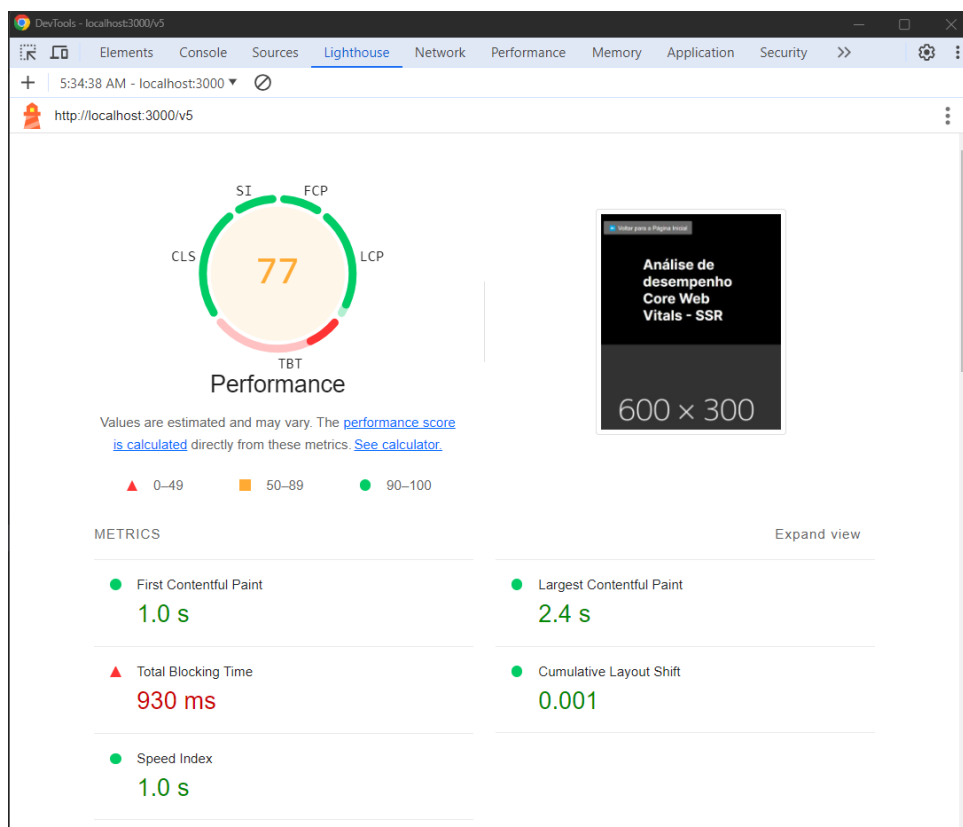 DevTools - localhost:3000/v5
Elements Console Sources Lighthouse Network Performance Memory Application Security
5:34:38 AM - localhost:3000
http://localhost:3000/v5
SI FCP
CLS LCP
77
TBT
Performance
Values are estimated and may vary. The performance score
is calculated directly from these metrics. See calculator.
0–49 50–89 90–100
Voltar para a Página Inicial
Análise de
desempenho
Core Web
Vitals - SSR
600 × 300
METRICS Expand view
First Contentful Paint
1.0 s
Largest Contentful Paint
2.4 s
Total Blocking Time
930 ms
Cumulative Layout Shift
0.001
Speed Index
1.0 s